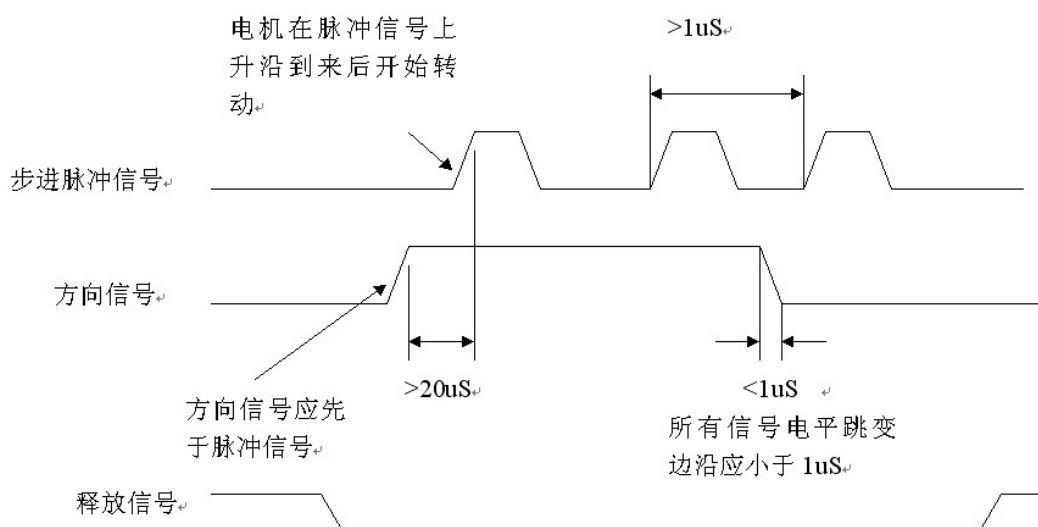 电机在脉冲信号上
升沿到来后开始转
动
>1uS
步进脉冲信号
方向信号
>20uS
<1uS
方向信号应先
于脉冲信号
所有信号电平跳变
边沿应小于 1uS
释放信号